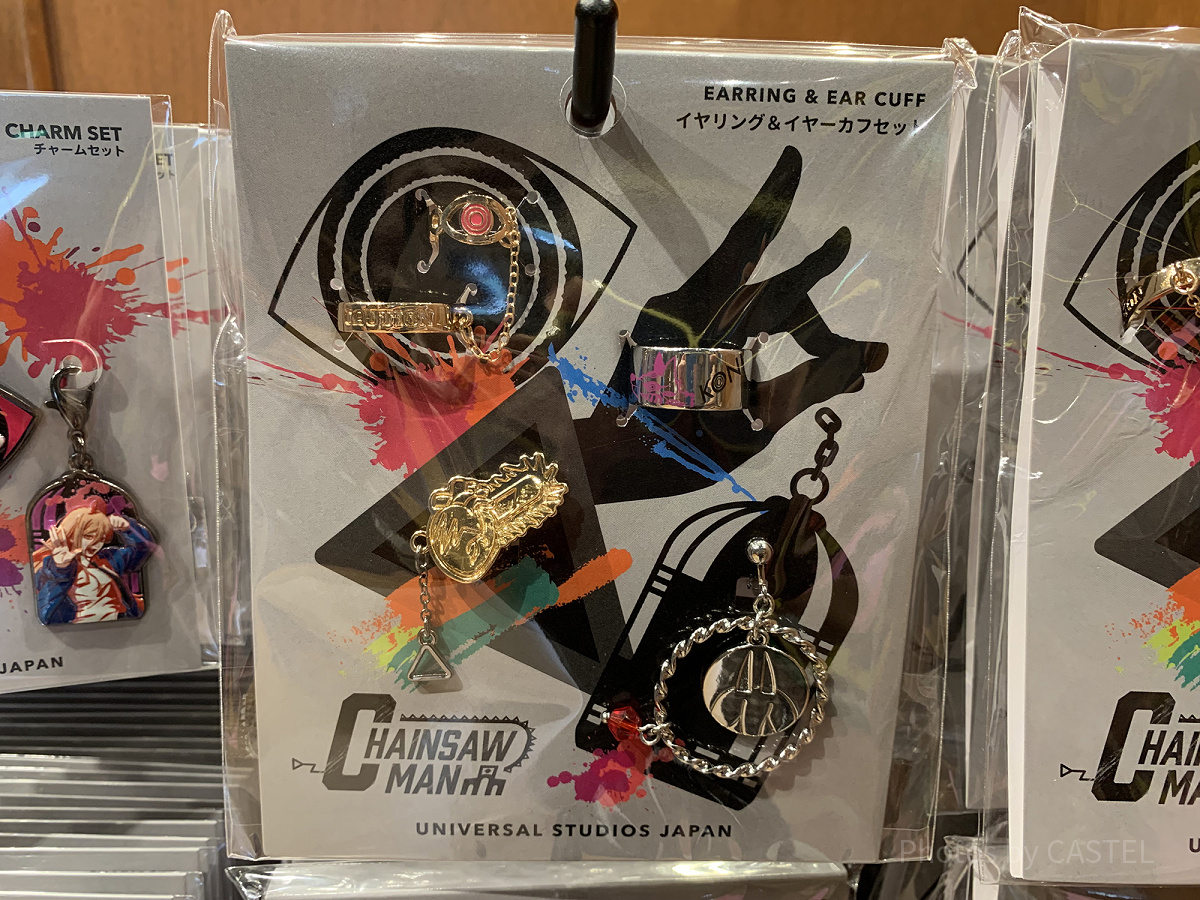 CHARM SET
チャームセット
JAPAN
EARRING & EAR CUFF
イヤリング＆イヤーカフセット
KON
CHAINSAW
MAN
UNIVERSAL STUDIOS JAPAN
CHAIN
MA
U
Photo by CASTEL